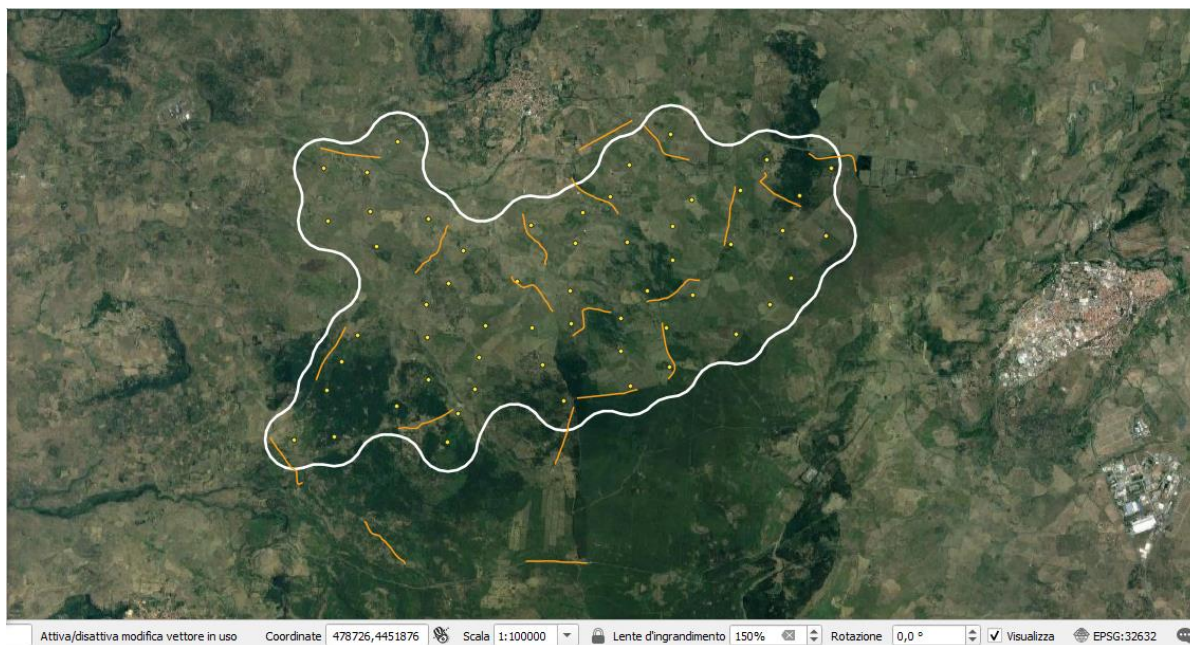 Attiva/disattiva modifica vettore in uso Coordinate 478726,4451876 Scala 1:100000 Lente d'ingrandimento 150% Rotazione 0,0 ° Visualizza EPSG:32632